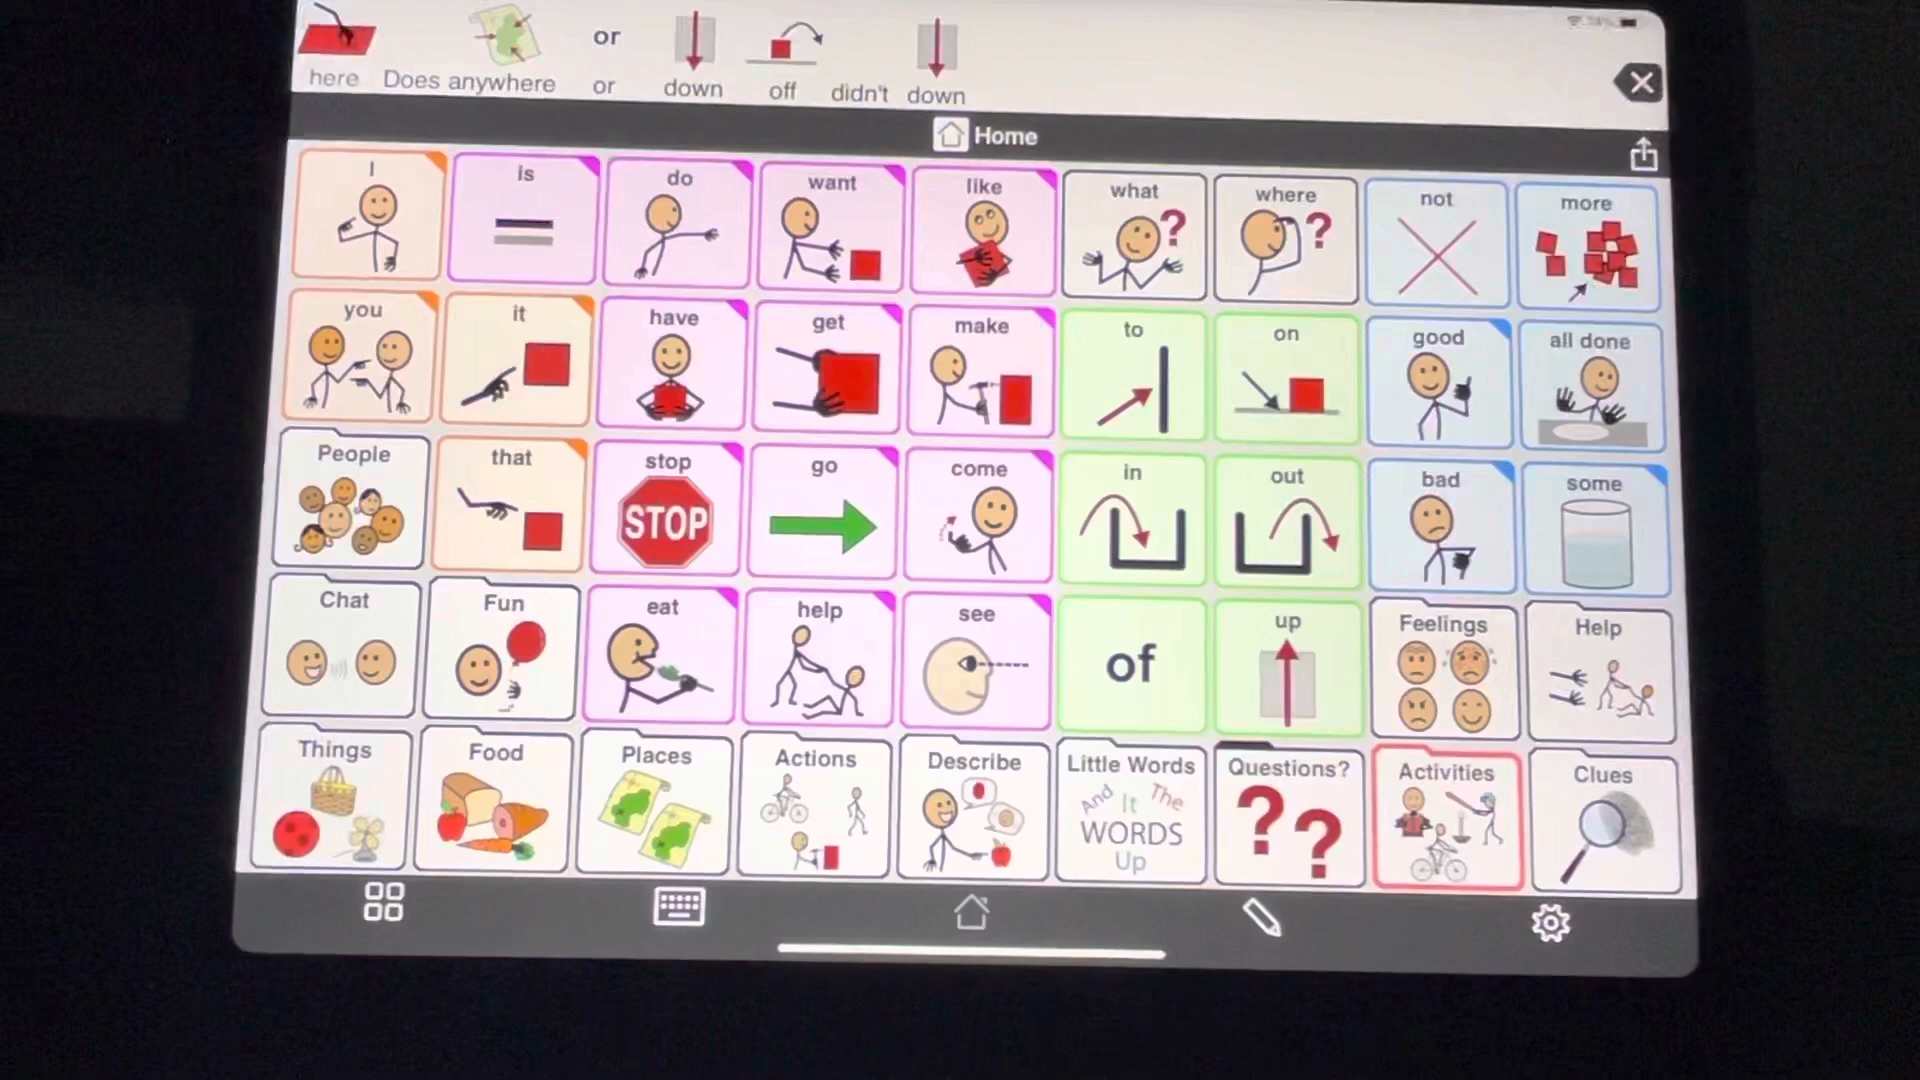 or
here Does anywhere or down off didn't down
Home
I is do want like what where not more
you it have get make to on good all done
People that stop go come in out bad some
STOP
Chat Fun eat help see of up Feelings Help
Things Food Places Actions Describe Little Words Questions? Activities Clues
And It The
WORDS
Up